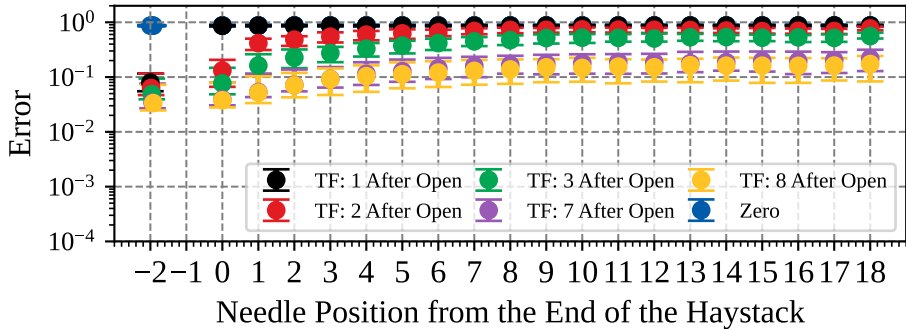 10⁰
10⁻¹
10⁻²
10⁻³
10⁻⁴
Error
TF: 1 After Open
TF: 2 After Open
TF: 3 After Open
TF: 7 After Open
TF: 8 After Open
Zero
−2 −1 0 1 2 3 4 5 6 7 8 9 10 11 12 13 14 15 16 17 18
Needle Position from the End of the Haystack